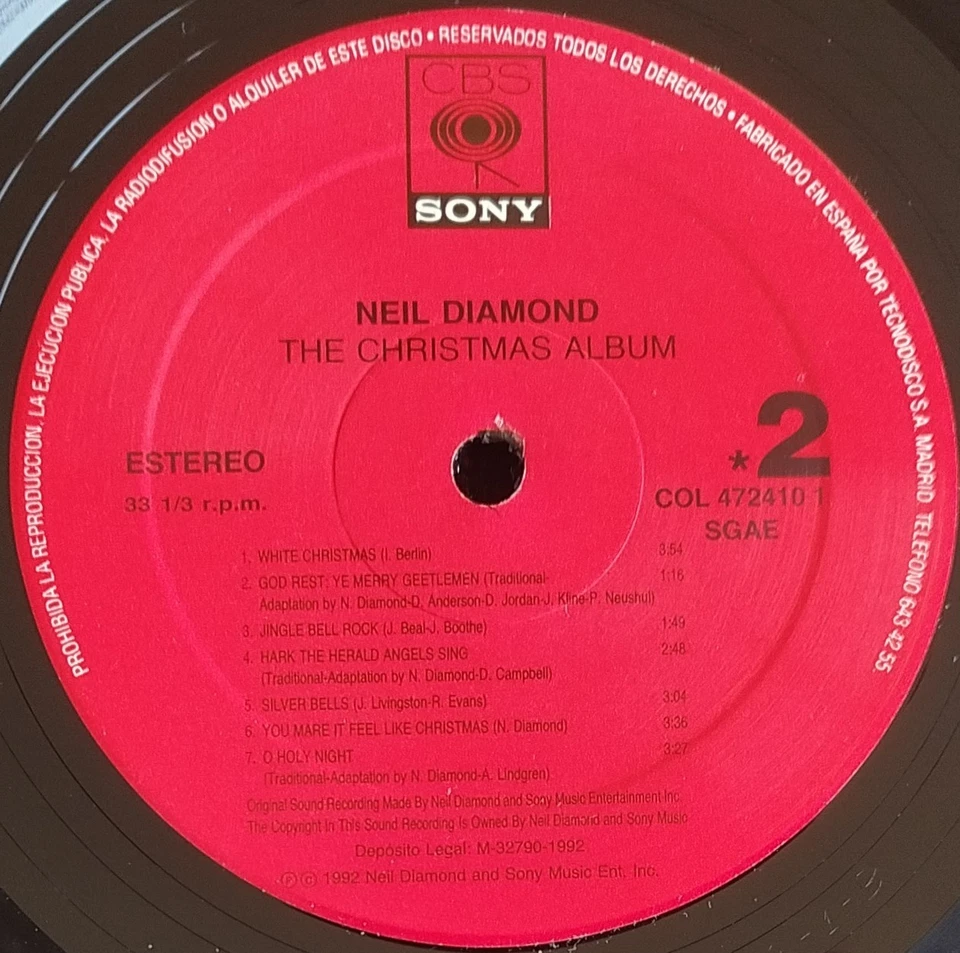 PROHIBIDA LA REPRODUCCION, LA EJECUCION PUBLICA, LA RADIODIFUSION O ALQUILER DE ESTE DISCO • RESERVADOS TODOS LOS DERECHOS • FABRICADO EN ESPAÑA POR TECNODISCO S.A. MADRID TELEFONO 643 42 55
CBS
SONY
NEIL DIAMOND
THE CHRISTMAS ALBUM
*2
ESTEREO
33 1/3 r.p.m.
COL 472410 1
SGAE
1. WHITE CHRISTMAS (I. Berlin) 3:54
2. GOD REST: YE MERRY GEETLEMEN (Traditional- 1:16
Adaptation by N. Diamond-D. Anderson-D. Jordan-J. Kline-P. Neushul)
3. JINGLE BELL ROCK (J. Beal-J. Boothe) 1:49
4. HARK THE HERALD ANGELS SING 2:48
(Traditional-Adaptation by N. Diamond-D. Campbell)
5. SILVER BELLS (J. Livingston-R. Evans) 3:04
6. YOU MARE IT FEEL LIKE CHRISTMAS (N. Diamond) 3:36
7. O HOLY NIGHT 3:27
(Traditional-Adaptation by N. Diamond-A. Lindgren)
Original Sound Recording Made By Neil Diamond and Sony Music Entertainment Inc.
The Copyright In This Sound Recording Is Owned By Neil Diamond and Sony Music
Depósito Legal: M-32790-1992
℗© 1992 Neil Diamond and Sony Music Ent. Inc.